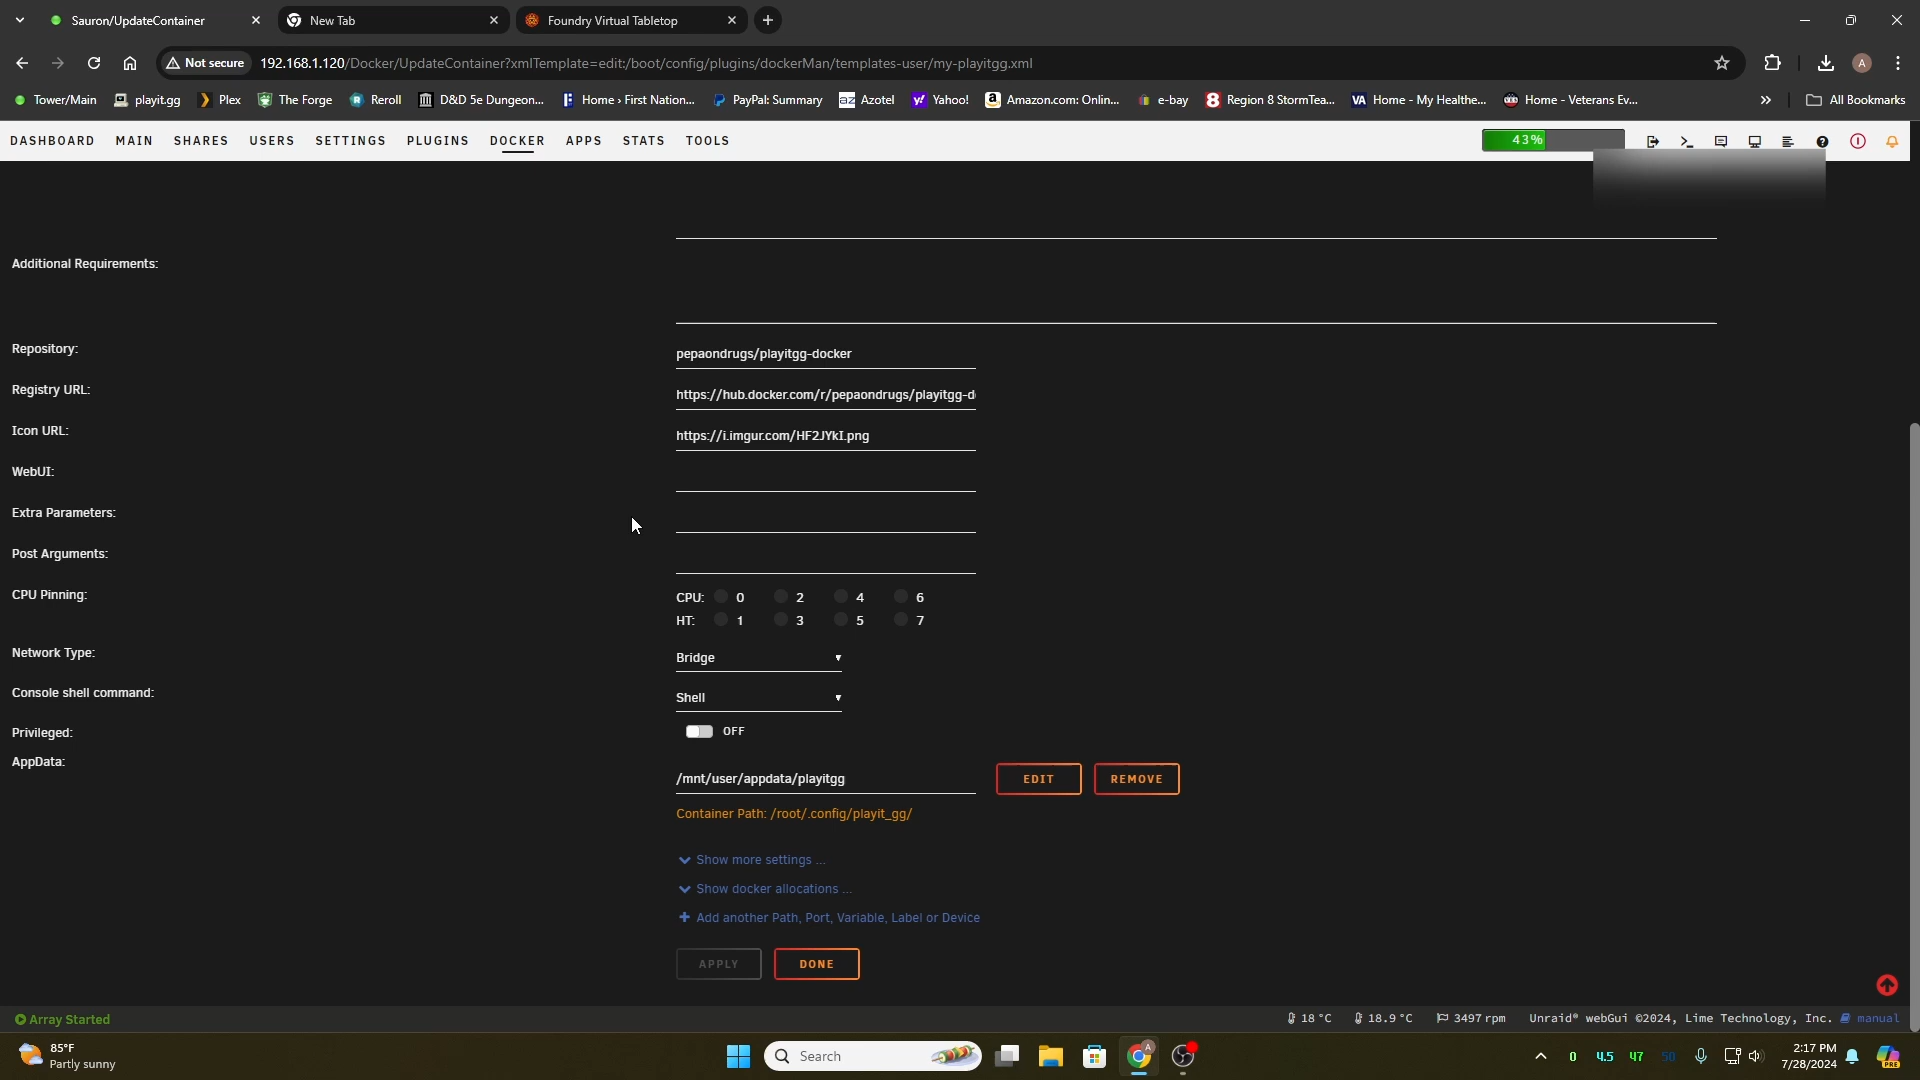 Sauron/UpdateContainer
New Tab
Foundry Virtual Tabletop
Not secure
192.168.1.120/Docker/UpdateContainer?xmlTemplate=edit:/boot/config/plugins/dockerMan/templates-user/my-playitgg.xml
A
Tower/Main
playit.gg
Plex
The Forge
Reroll
D&D 5e Dungeon...
Home › First Nation...
PayPal: Summary
Azotel
Yahoo!
Amazon.com: Onlin...
e-bay
Region 8 StormTea...
Home - My Healthe...
Home - Veterans Ev...
» All Bookmarks
DASHBOARD MAIN SHARES USERS SETTINGS PLUGINS DOCKER APPS STATS TOOLS
43%
Additional Requirements:
Repository:
pepaondrugs/playitgg-docker
Registry URL:
https://hub.docker.com/r/pepaondrugs/playitgg-d
Icon URL:
https://i.imgur.com/HF2JYkI.png
WebUI:
Extra Parameters:
Post Arguments:
CPU Pinning:
CPU: 0 2 4 6
HT: 1 3 5 7
Network Type:
Bridge
Console shell command:
Shell
Privileged:
OFF
AppData:
/mnt/user/appdata/playitgg
EDIT
REMOVE
Container Path: /root/.config/playit_gg/
Show more settings ...
Show docker allocations ...
Add another Path, Port, Variable, Label or Device
APPLY
DONE
Array Started
18 °C
18.9 °C
3497 rpm
Unraid® webGui ©2024, Lime Technology, Inc.
manual
85°F
Partly sunny
Search
0 45 47 50
2:17 PM
7/28/2024
PRE